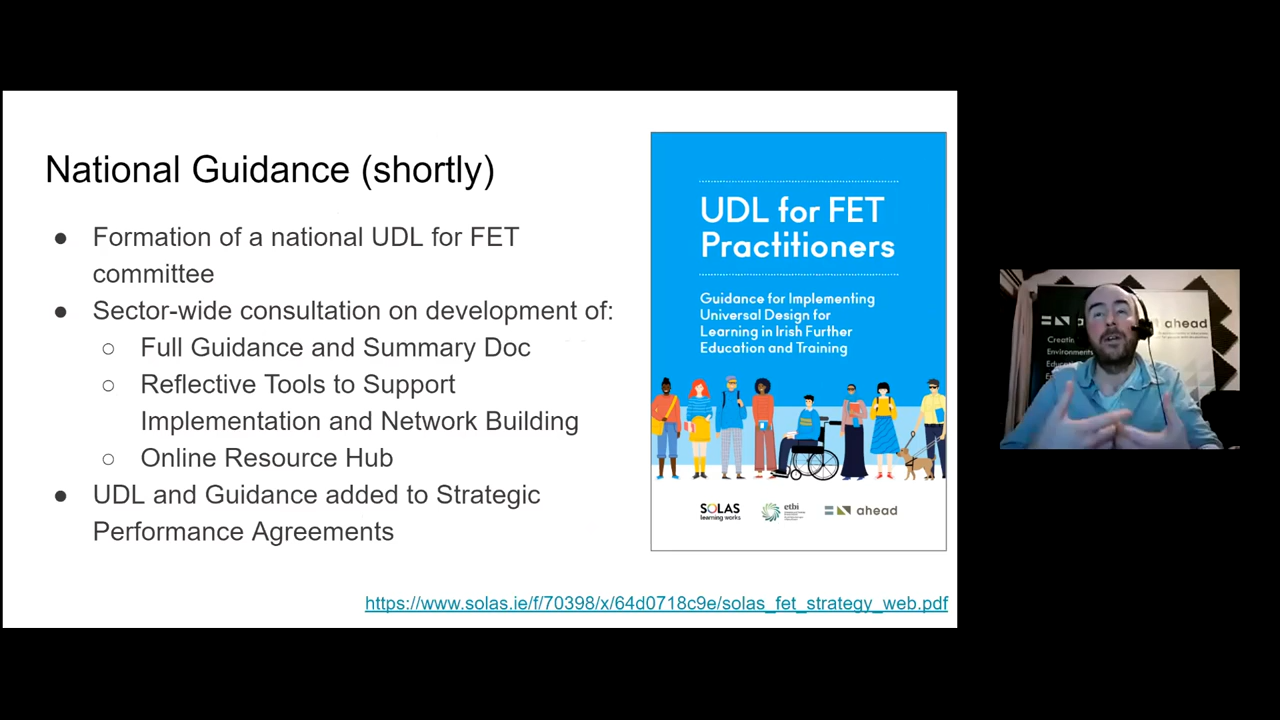 National Guidance (shortly)
● Formation of a national UDL for FET
committee
● Sector-wide consultation on development of:
○ Full Guidance and Summary Doc
○ Reflective Tools to Support
Implementation and Network Building
○ Online Resource Hub
● UDL and Guidance added to Strategic
Performance Agreements
https://www.solas.ie/f/70398/x/64d0718c9e/solas_fet_strategy_web.pdf
UDL for FET
Practitioners
Guidance for Implementing
Universal Design for
Learning in Irish Further
Education and Training
SOLAS
learning works
etbi
ahead
ahead
Environments